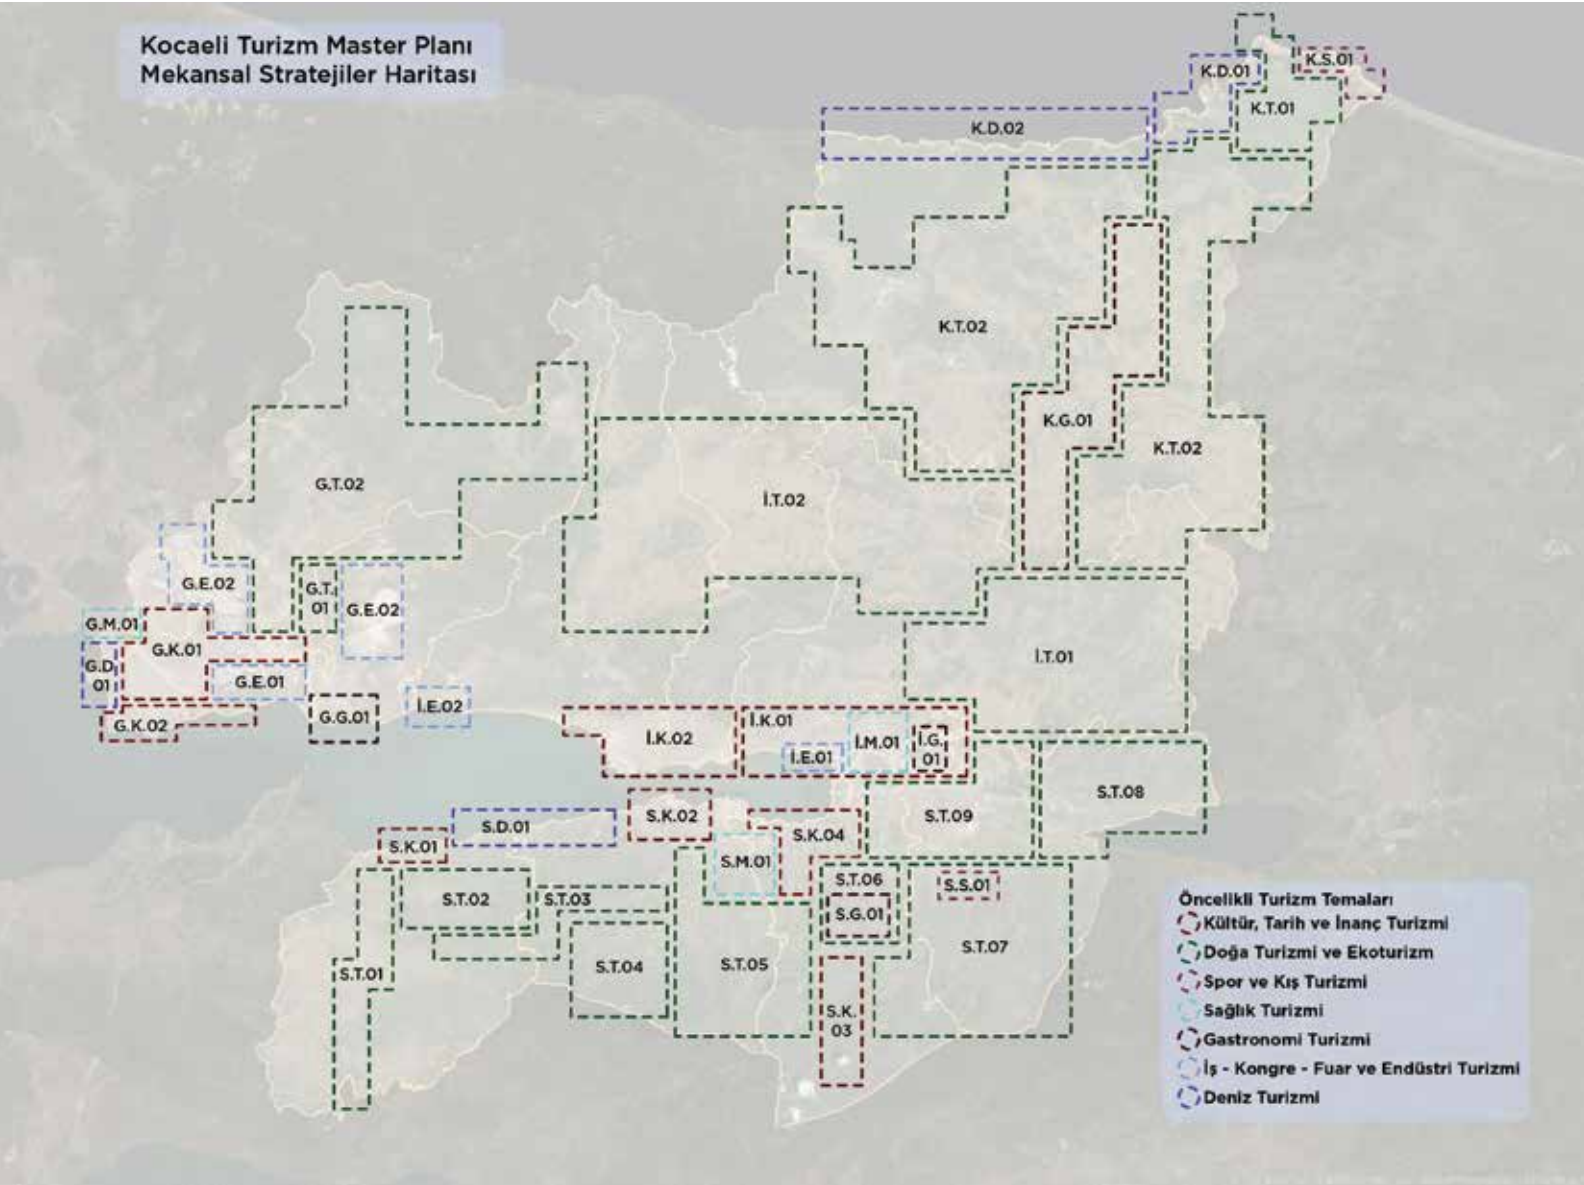 Kocaeli Turizm Master Planı
Mekansal Stratejiler Haritası
K.S.01
K.D.01
K.T.01
K.D.02
K.T.02
K.G.01
K.T.02
G.T.02
İ.T.02
G.E.02
G.T.
01
G.E.02
G.M.01
G.K.01
İ.T.01
G.D.
01
G.E.01
İ.E.02
G.G.01
G.K.02
İ.K.01
İ.K.02
İ.M.01
İ.G.
01
İ.E.01
S.T.08
S.K.02
S.T.09
S.D.01
S.K.04
S.K.01
S.M.01
S.T.06
S.S.01
S.T.02
S.T.03
S.G.01
S.T.07
S.T.04
S.T.05
S.T.01
S.K.
03
Öncelikli Turizm Temaları
Kültür, Tarih ve İnanç Turizmi
Doğa Turizmi ve Ekoturizm
Spor ve Kış Turizmi
Sağlık Turizmi
Gastronomi Turizmi
İş - Kongre - Fuar ve Endüstri Turizmi
Deniz Turizmi